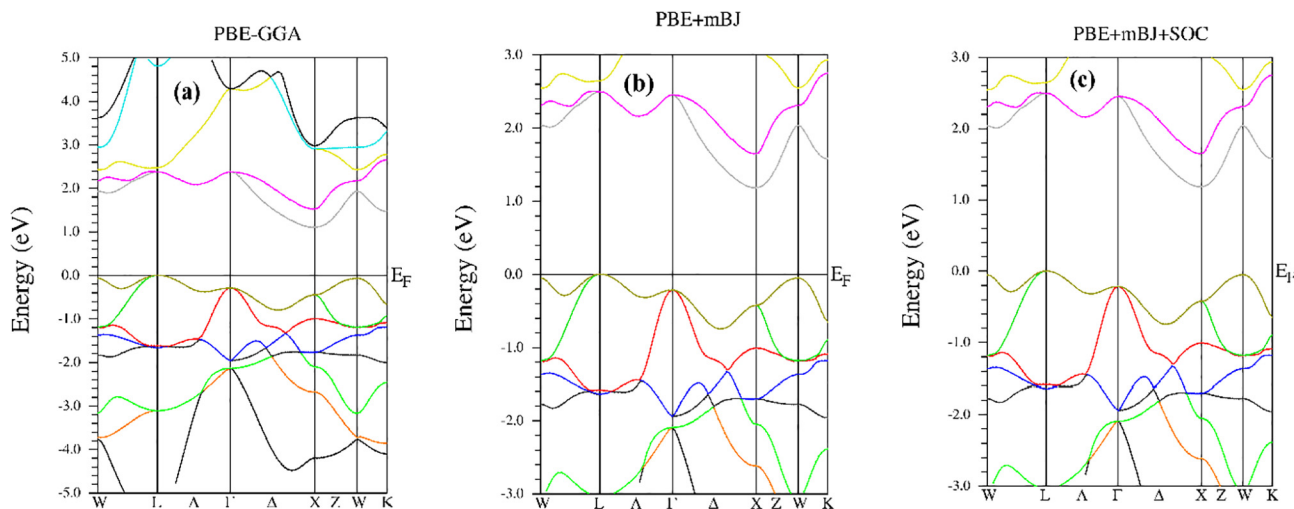 PBE-GGA
(a)
Energy (eV)
5.0
4.0
3.0
2.0
1.0
0.0
-1.0
-2.0
-3.0
-4.0
-5.0
E_F
W L Λ Γ Δ X Z W K
PBE+mBJ
(b)
Energy (eV)
3.0
2.0
1.0
0.0
-1.0
-2.0
-3.0
E_F
W L Λ Γ Δ X Z W K
PBE+mBJ+SOC
(c)
Energy (eV)
3.0
2.0
1.0
0.0
-1.0
-2.0
-3.0
W L Λ Γ Δ X Z W K